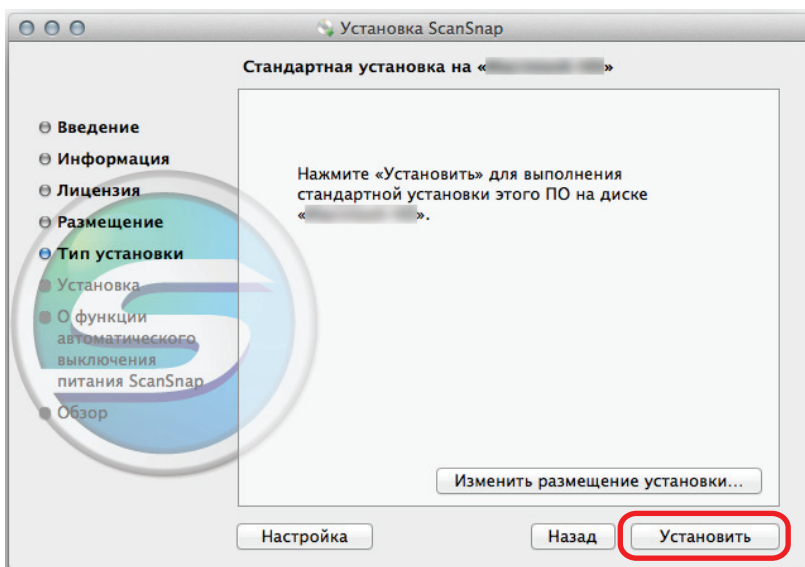 Установка ScanSnap
Стандартная установка на « »
Введение
Информация
Лицензия
Размещение
Тип установки
Установка
О функции
автоматического
выключения
питания ScanSnap
Обзор
Нажмите «Установить» для выполнения
стандартной установки этого ПО на диске
« ».
Изменить размещение установки...
Настройка
Назад
Установить